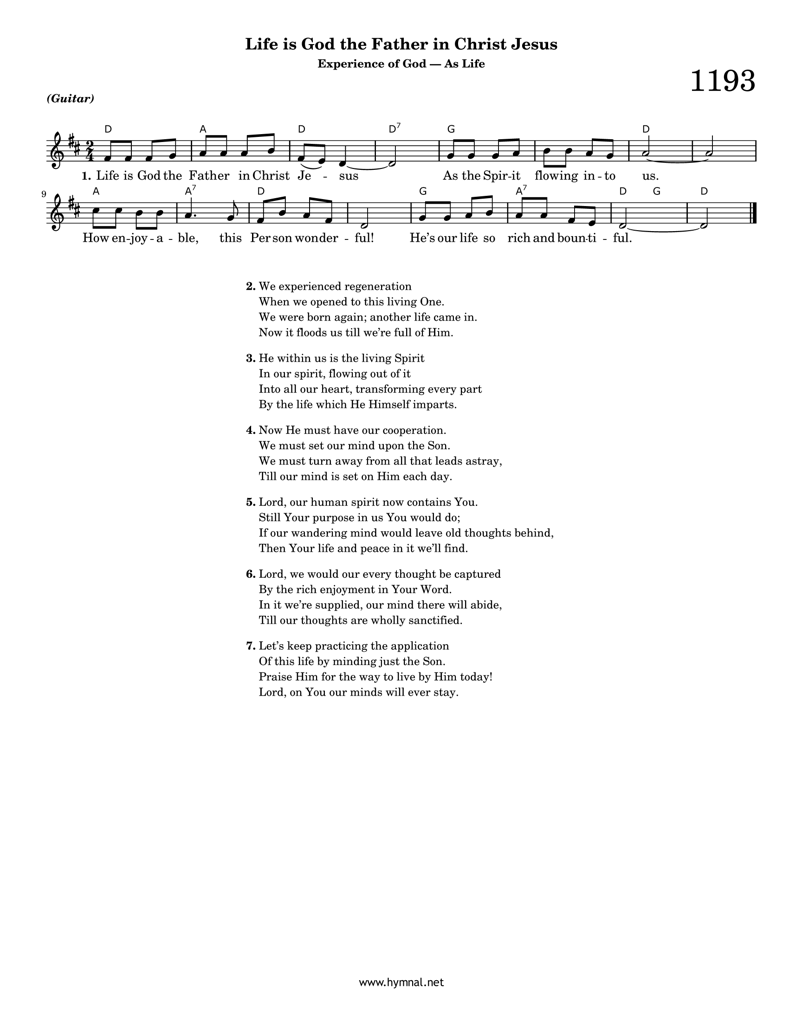 Life is God the Father in Christ Jesus
Experience of God — As Life
1193
(Guitar)
D A D D7 G D
1. Life is God the Father in Christ Je - sus As the Spir-it flowing in-to us.
9
A A7 D G A7 D G D
How en-joy-a-ble, this Person wonder-ful! He's our life so rich and boun-ti-ful.
2. We experienced regeneration
When we opened to this living One.
We were born again; another life came in.
Now it floods us till we're full of Him.
3. He within us is the living Spirit
In our spirit, flowing out of it
Into all our heart, transforming every part
By the life which He Himself imparts.
4. Now He must have our cooperation.
We must set our mind upon the Son.
We must turn away from all that leads astray,
Till our mind is set on Him each day.
5. Lord, our human spirit now contains You.
Still Your purpose in us You would do;
If our wandering mind would leave old thoughts behind,
Then Your life and peace in it we'll find.
6. Lord, we would our every thought be captured
By the rich enjoyment in Your Word.
In it we're supplied, our mind there will abide,
Till our thoughts are wholly sanctified.
7. Let's keep practicing the application
Of this life by minding just the Son.
Praise Him for the way to live by Him today!
Lord, on You our minds will ever stay.
www.hymnal.net